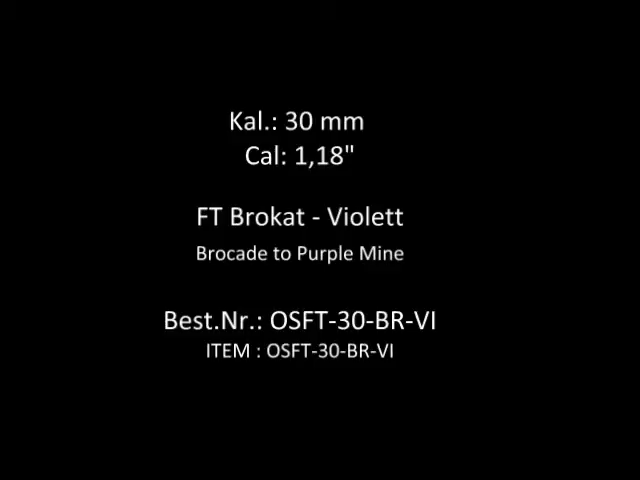 Kal.: 30 mm
Cal: 1,18"
FT Brokat - Violett
Brocade to Purple Mine
Best.Nr.: OSFT-30-BR-VI
ITEM : OSFT-30-BR-VI